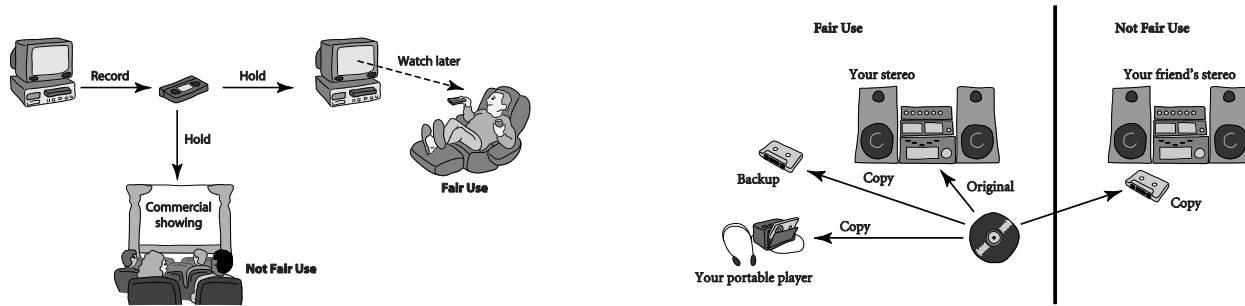 Record
Hold
Watch later
Hold
Fair Use
Commercial
showing
Not Fair Use
Fair Use
Not Fair Use
Your stereo
Your friend's stereo
Backup
Copy
Original
Copy
Copy
Your portable player